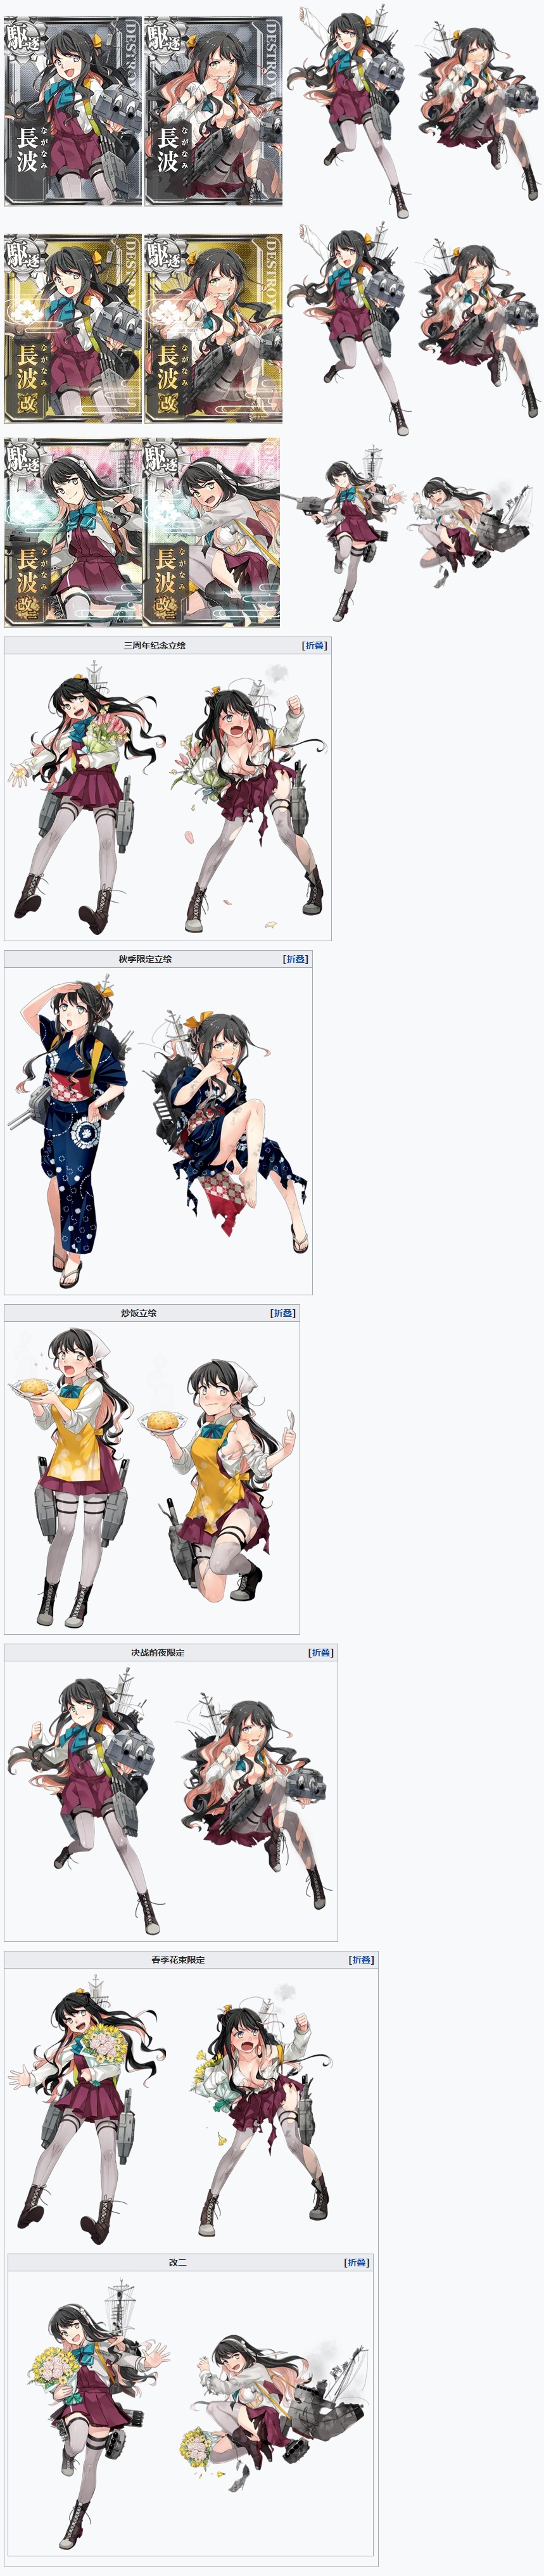 駆逐
DESTRO
長波
ながなみ
駆逐
DESTRO
長波
ながなみ
駆逐
DESTRO
長波改
ながなみ
駆逐
DESTROY
長波改
ながなみ
駆逐
長波改二
ながなみ
駆逐
長波改二
ながなみ
三周年纪念立绘 [折叠]
秋季限定立绘 [折叠]
炒饭立绘 [折叠]
决战前夜限定 [折叠]
春季花束限定 [折叠]
改二 [折叠]